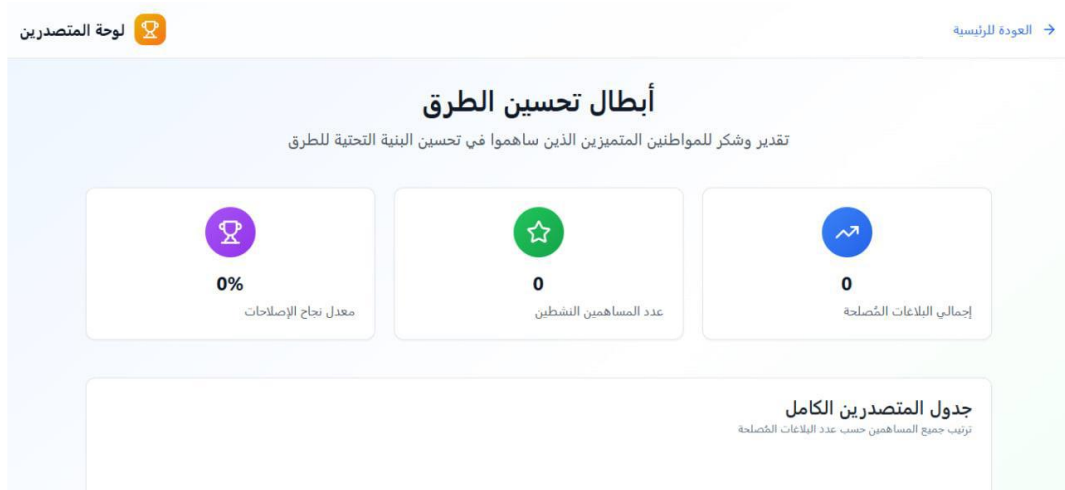 العودة للرئيسية
لوحة المتصدرين
أبطال تحسين الطرق
تقدير وشكر للمواطنين المتميزين الذين ساهموا في تحسين البنية التحتية للطرق
0
إجمالي البلاغات المُصلحة
0
عدد المساهمين النشطين
0%
معدل نجاح الإصلاحات
جدول المتصدرين الكامل
ترتيب جميع المساهمين حسب عدد البلاغات المُصلحة